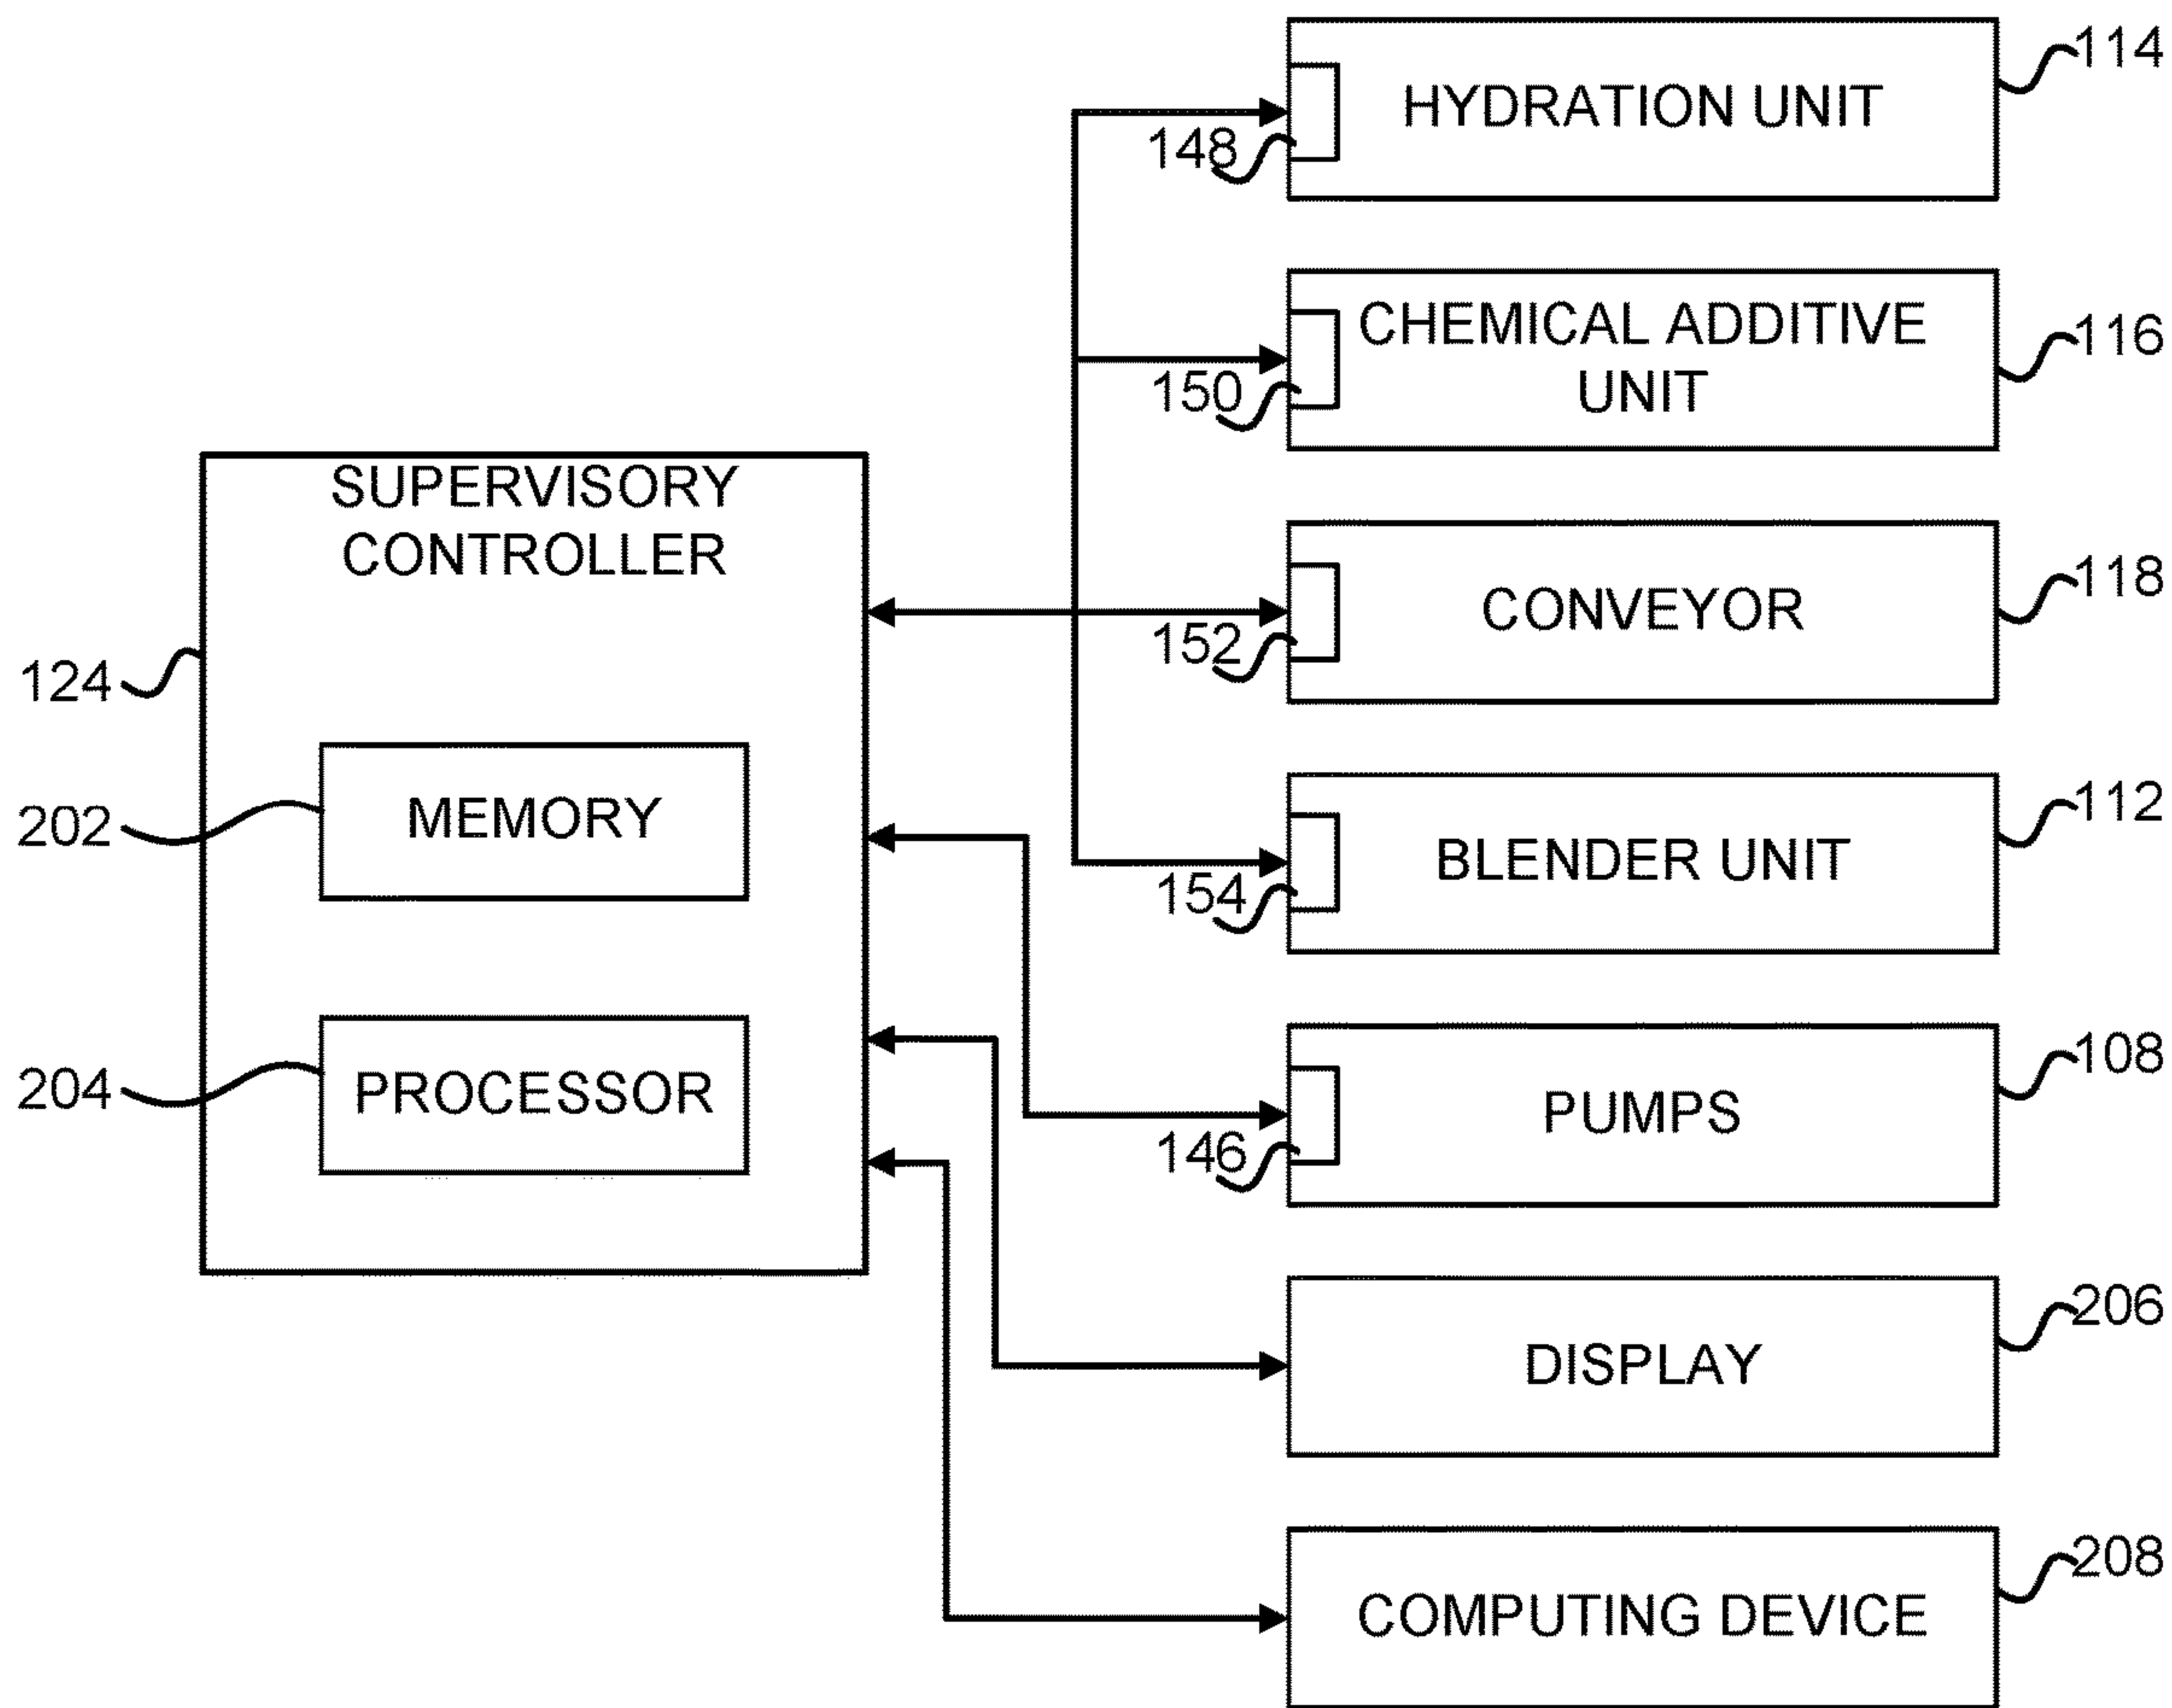 HYDRATION UNIT
114
148
CHEMICAL ADDITIVE
UNIT
116
150
SUPERVISORY
CONTROLLER
124
CONVEYOR
118
152
MEMORY
202
BLENDER UNIT
112
154
PROCESSOR
204
PUMPS
108
146
DISPLAY
206
COMPUTING DEVICE
208